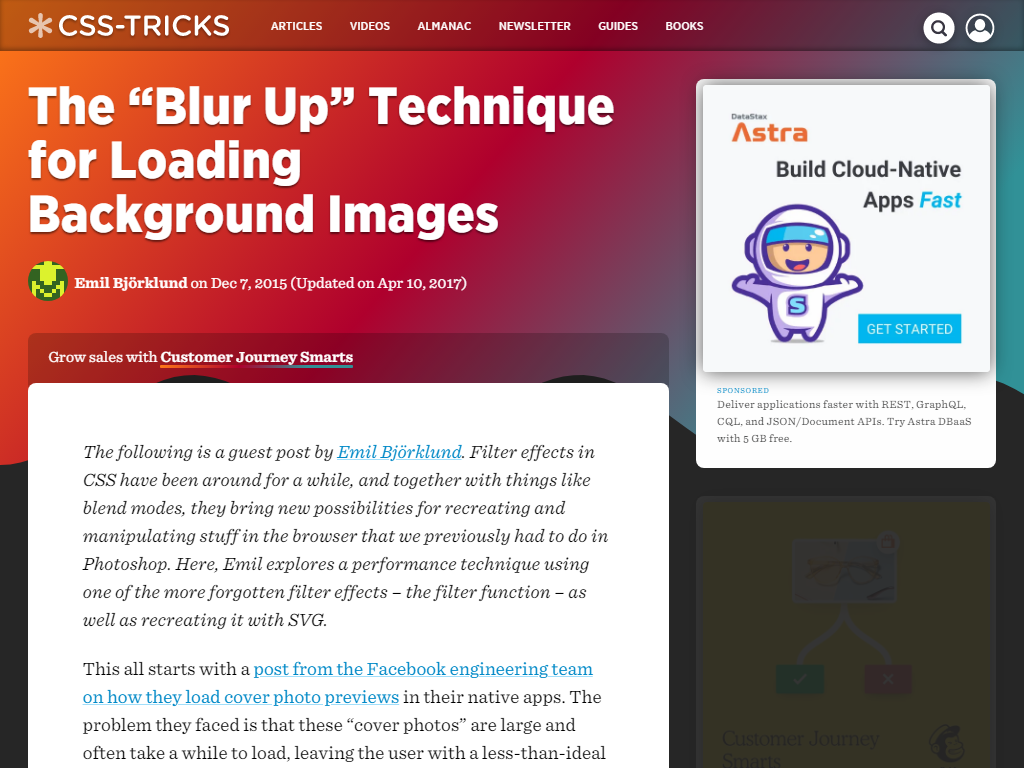 CSS-TRICKS
ARTICLES VIDEOS ALMANAC NEWSLETTER GUIDES BOOKS
The “Blur Up” Technique
for Loading
Background Images
Emil Björklund on Dec 7, 2015 (Updated on Apr 10, 2017)
Grow sales with Customer Journey Smarts
The following is a guest post by Emil Björklund. Filter effects in
CSS have been around for a while, and together with things like
blend modes, they bring new possibilities for recreating and
manipulating stuff in the browser that we previously had to do in
Photoshop. Here, Emil explores a performance technique using
one of the more forgotten filter effects – the filter function – as
well as recreating it with SVG.
This all starts with a post from the Facebook engineering team
on how they load cover photo previews in their native apps. The
problem they faced is that these “cover photos” are large and
often take a while to load, leaving the user with a less-than-ideal
DataStax
Astra
Build Cloud-Native
Apps Fast
S
GET STARTED
SPONSORED
Deliver applications faster with REST, GraphQL,
CQL, and JSON/Document APIs. Try Astra DBaaS
with 5 GB free.
Customer Journey
Smarts